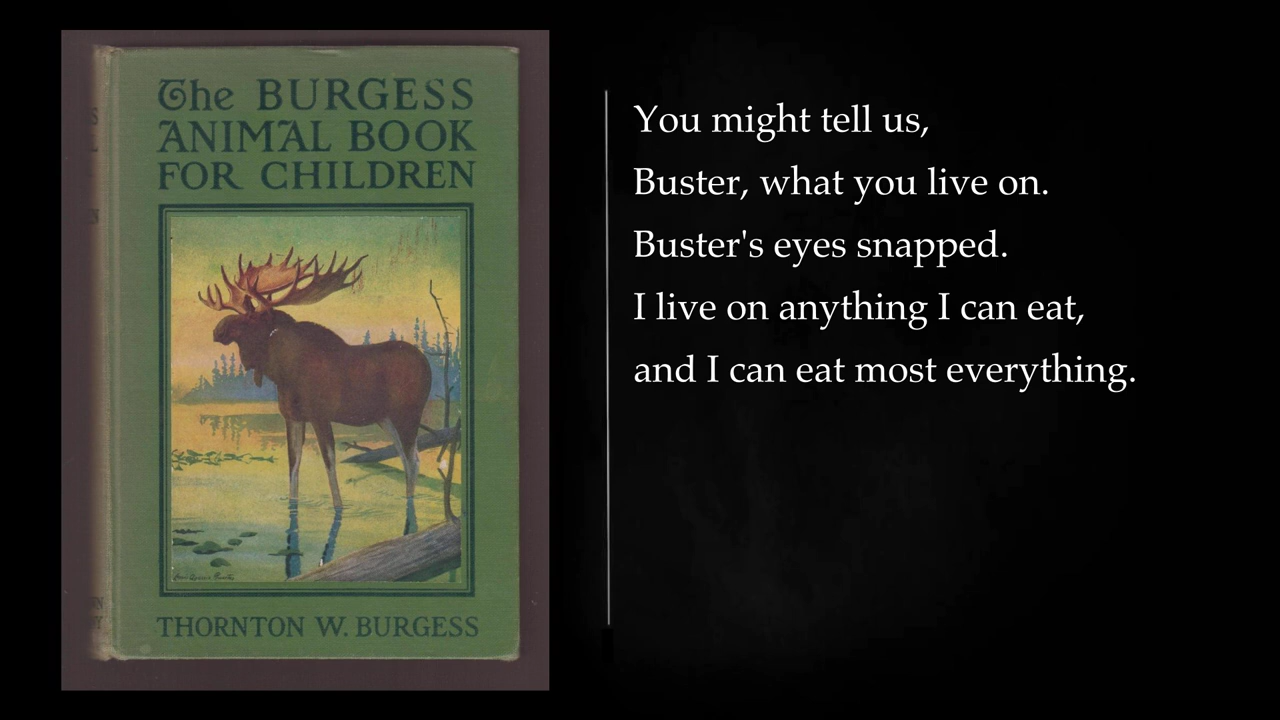 The BURGESS
ANIMAL BOOK
FOR CHILDREN
THORNTON W. BURGESS
You might tell us,
Buster, what you live on.
Buster's eyes snapped.
I live on anything I can eat,
and I can eat most everything.